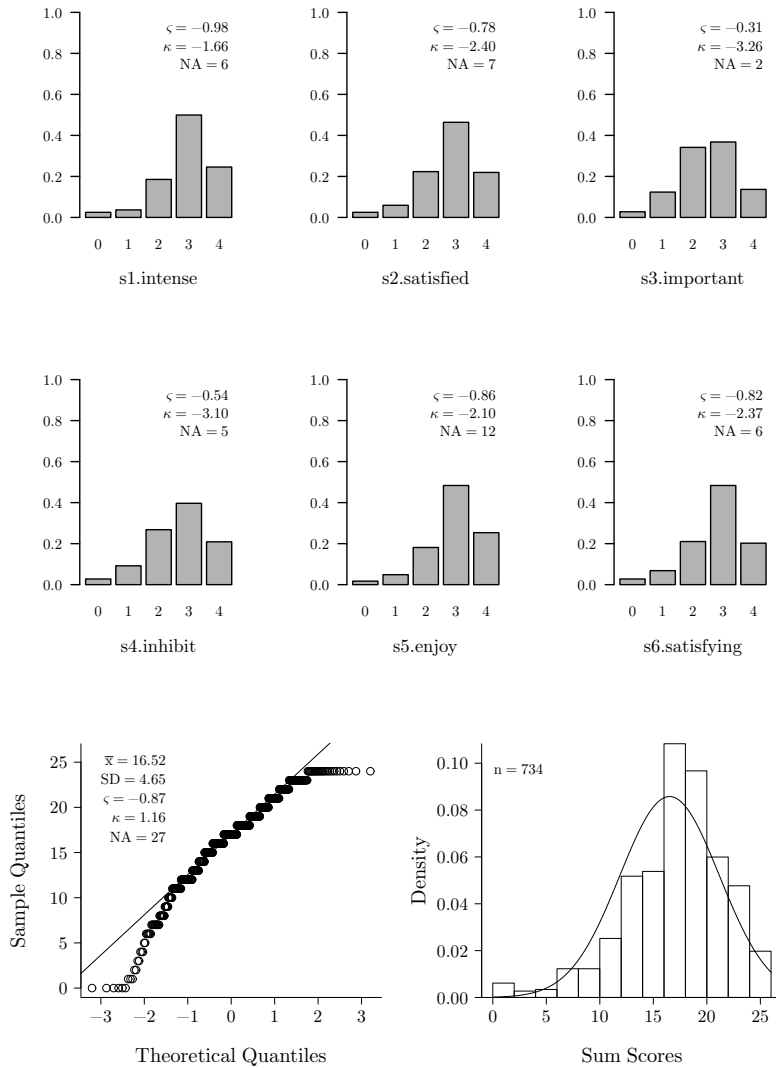 1.0
0.8
0.6
0.4
0.2
0.0
ς = −0.98
κ = −1.66
NA = 6
0 1 2 3 4
s1.intense
1.0
0.8
0.6
0.4
0.2
0.0
ς = −0.78
κ = −2.40
NA = 7
0 1 2 3 4
s2.satisfied
1.0
0.8
0.6
0.4
0.2
0.0
ς = −0.31
κ = −3.26
NA = 2
0 1 2 3 4
s3.important
1.0
0.8
0.6
0.4
0.2
0.0
ς = −0.54
κ = −3.10
NA = 5
0 1 2 3 4
s4.inhibit
1.0
0.8
0.6
0.4
0.2
0.0
ς = −0.86
κ = −2.10
NA = 12
0 1 2 3 4
s5.enjoy
1.0
0.8
0.6
0.4
0.2
0.0
ς = −0.82
κ = −2.37
NA = 6
0 1 2 3 4
s6.satisfying
Sample Quantiles
25
20
15
10
5
0
x̅ = 16.52
SD = 4.65
ς = −0.87
κ = 1.16
NA = 27
−3 −2 −1 0 1 2 3
Theoretical Quantiles
Density
0.10
0.08
0.06
0.04
0.02
0.00
n = 734
0 5 10 15 20 25
Sum Scores